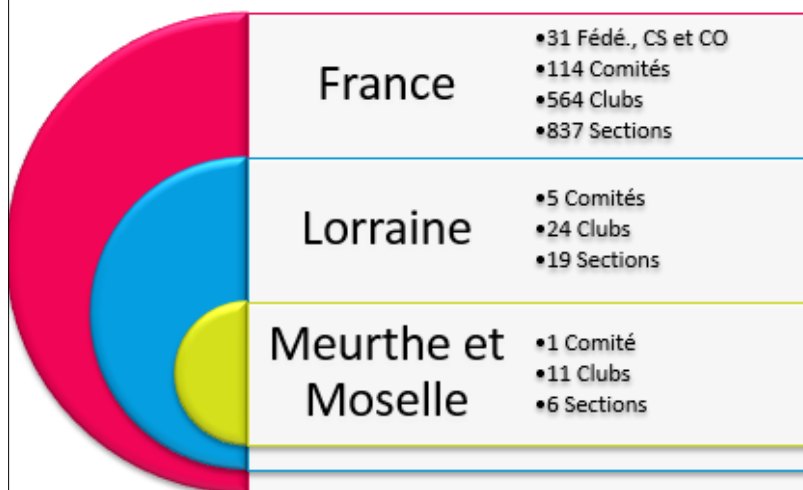 France
•31 Fédé., CS et CO
•114 Comités
•564 Clubs
•837 Sections
Lorraine
•5 Comités
•24 Clubs
•19 Sections
Meurthe et
Moselle
•1 Comité
•11 Clubs
•6 Sections